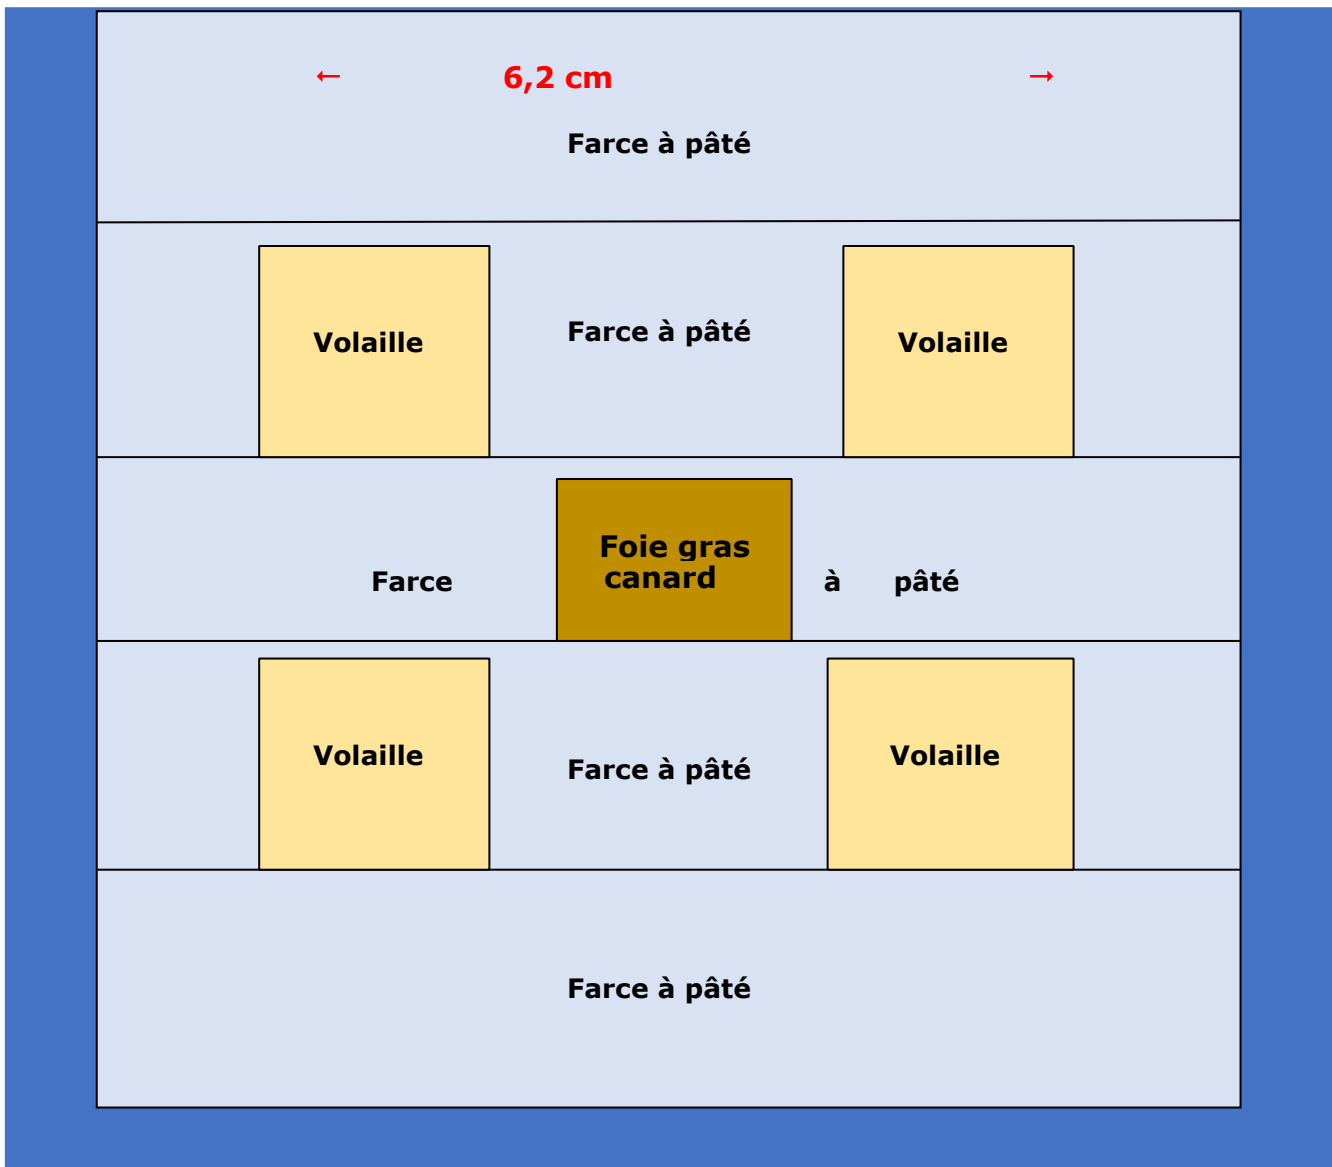 ← 6,2 cm →
Farce à pâté
Volaille Farce à pâté Volaille
Foie gras
canard
Farce à pâté
Volaille Farce à pâté Volaille
Farce à pâté